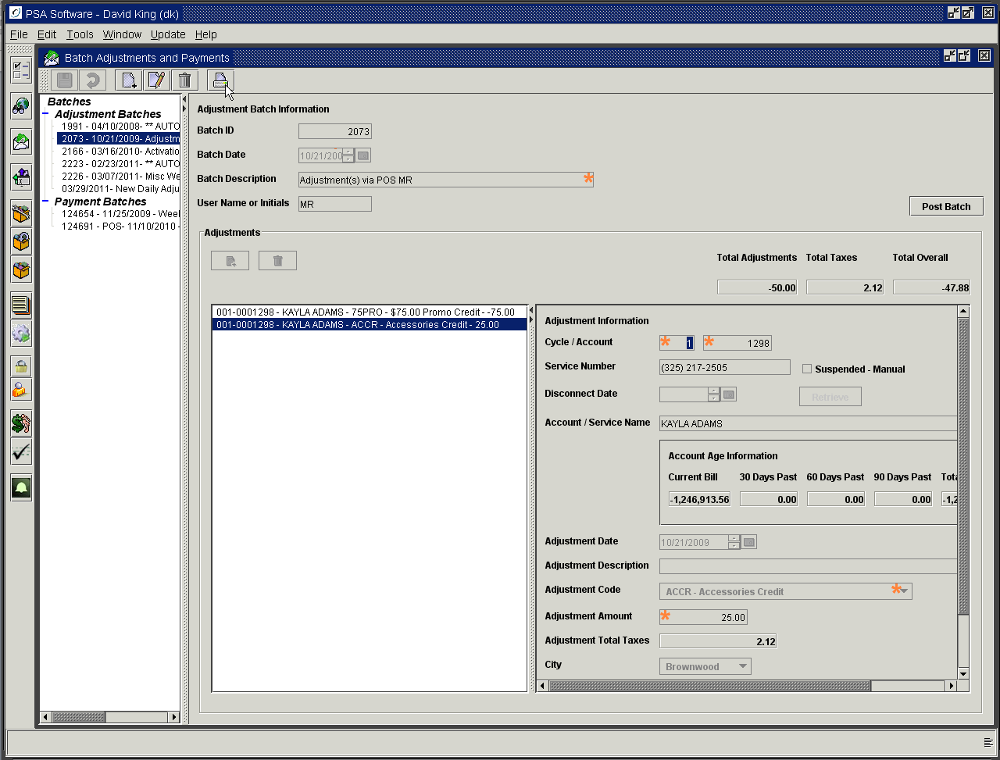 PSA Software - David King (dk)
File Edit Tools Window Update Help
Batch Adjustments and Payments
Batches
Adjustment Batches
1991 - 04/10/2008- ** AUTO
2073 - 10/21/2009- Adjustm
2166 - 03/16/2010- Activatio
2223 - 02/23/2011- ** AUTO
2226 - 03/07/2011- Misc We
03/29/2011- New Daily Adju
Payment Batches
124654 - 11/25/2009 - Weel
124691 - POS- 11/10/2010 -
Adjustment Batch Information
Batch ID 2073
Batch Date 10/21/200
Batch Description Adjustment(s) via POS MR *
User Name or Initials MR
Post Batch
Adjustments
Total Adjustments Total Taxes Total Overall
-50.00 2.12 -47.88
001-0001298 - KAYLA ADAMS - 75PRO - $75.00 Promo Credit - -75.00
001-0001298 - KAYLA ADAMS - ACCR - Accessories Credit - 25.00
Adjustment Information
Cycle / Account * 1 * 1298
Service Number (325) 217-2505 Suspended - Manual
Disconnect Date Retrieve
Account / Service Name KAYLA ADAMS
Account Age Information
Current Bill 30 Days Past 60 Days Past 90 Days Past Tota
-1,246,913.56 0.00 0.00 0.00 -1,2
Adjustment Date 10/21/2009
Adjustment Description
Adjustment Code ACCR - Accessories Credit *
Adjustment Amount * 25.00
Adjustment Total Taxes 2.12
City Brownwood